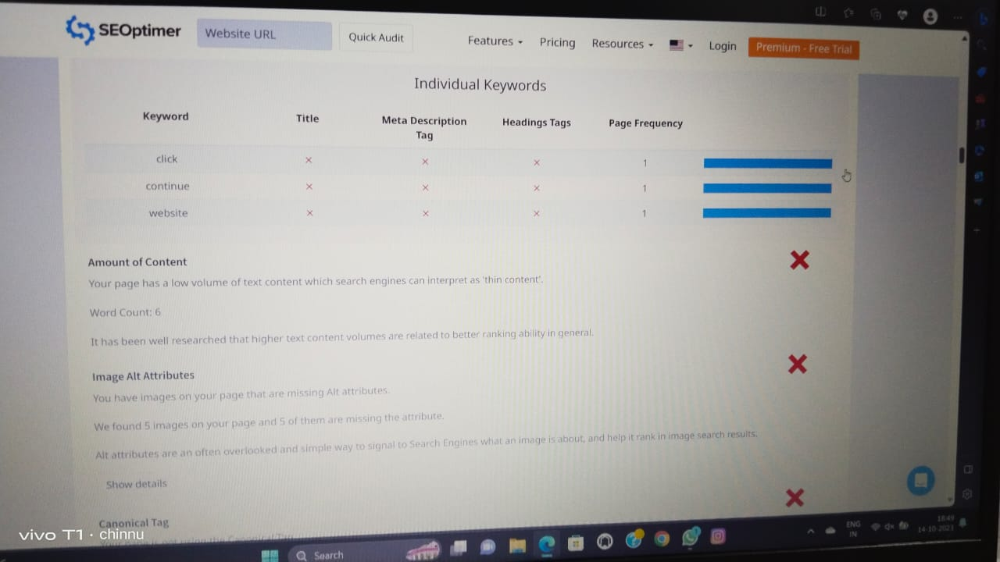 SEOptimer
Website URL
Quick Audit
Features
Pricing
Resources
Login
Premium - Free Trial
Individual Keywords
Keyword Title Meta Description Tag Headings Tags Page Frequency
click × × × 1
continue × × × 1
website × × × 1
Amount of Content
Your page has a low volume of text content which search engines can interpret as 'thin content'.
Word Count: 6
It has been well researched that higher text content volumes are related to better ranking ability in general.
Image Alt Attributes
You have images on your page that are missing Alt attributes.
We found 5 images on your page and 5 of them are missing the attribute.
Alt attributes are an often overlooked and simple way to signal to Search Engines what an image is about, and help it rank in image search results.
Show details
Canonical Tag
vivo T1 · chinnu
Search
ENG
IN
18:49
14-10-2023